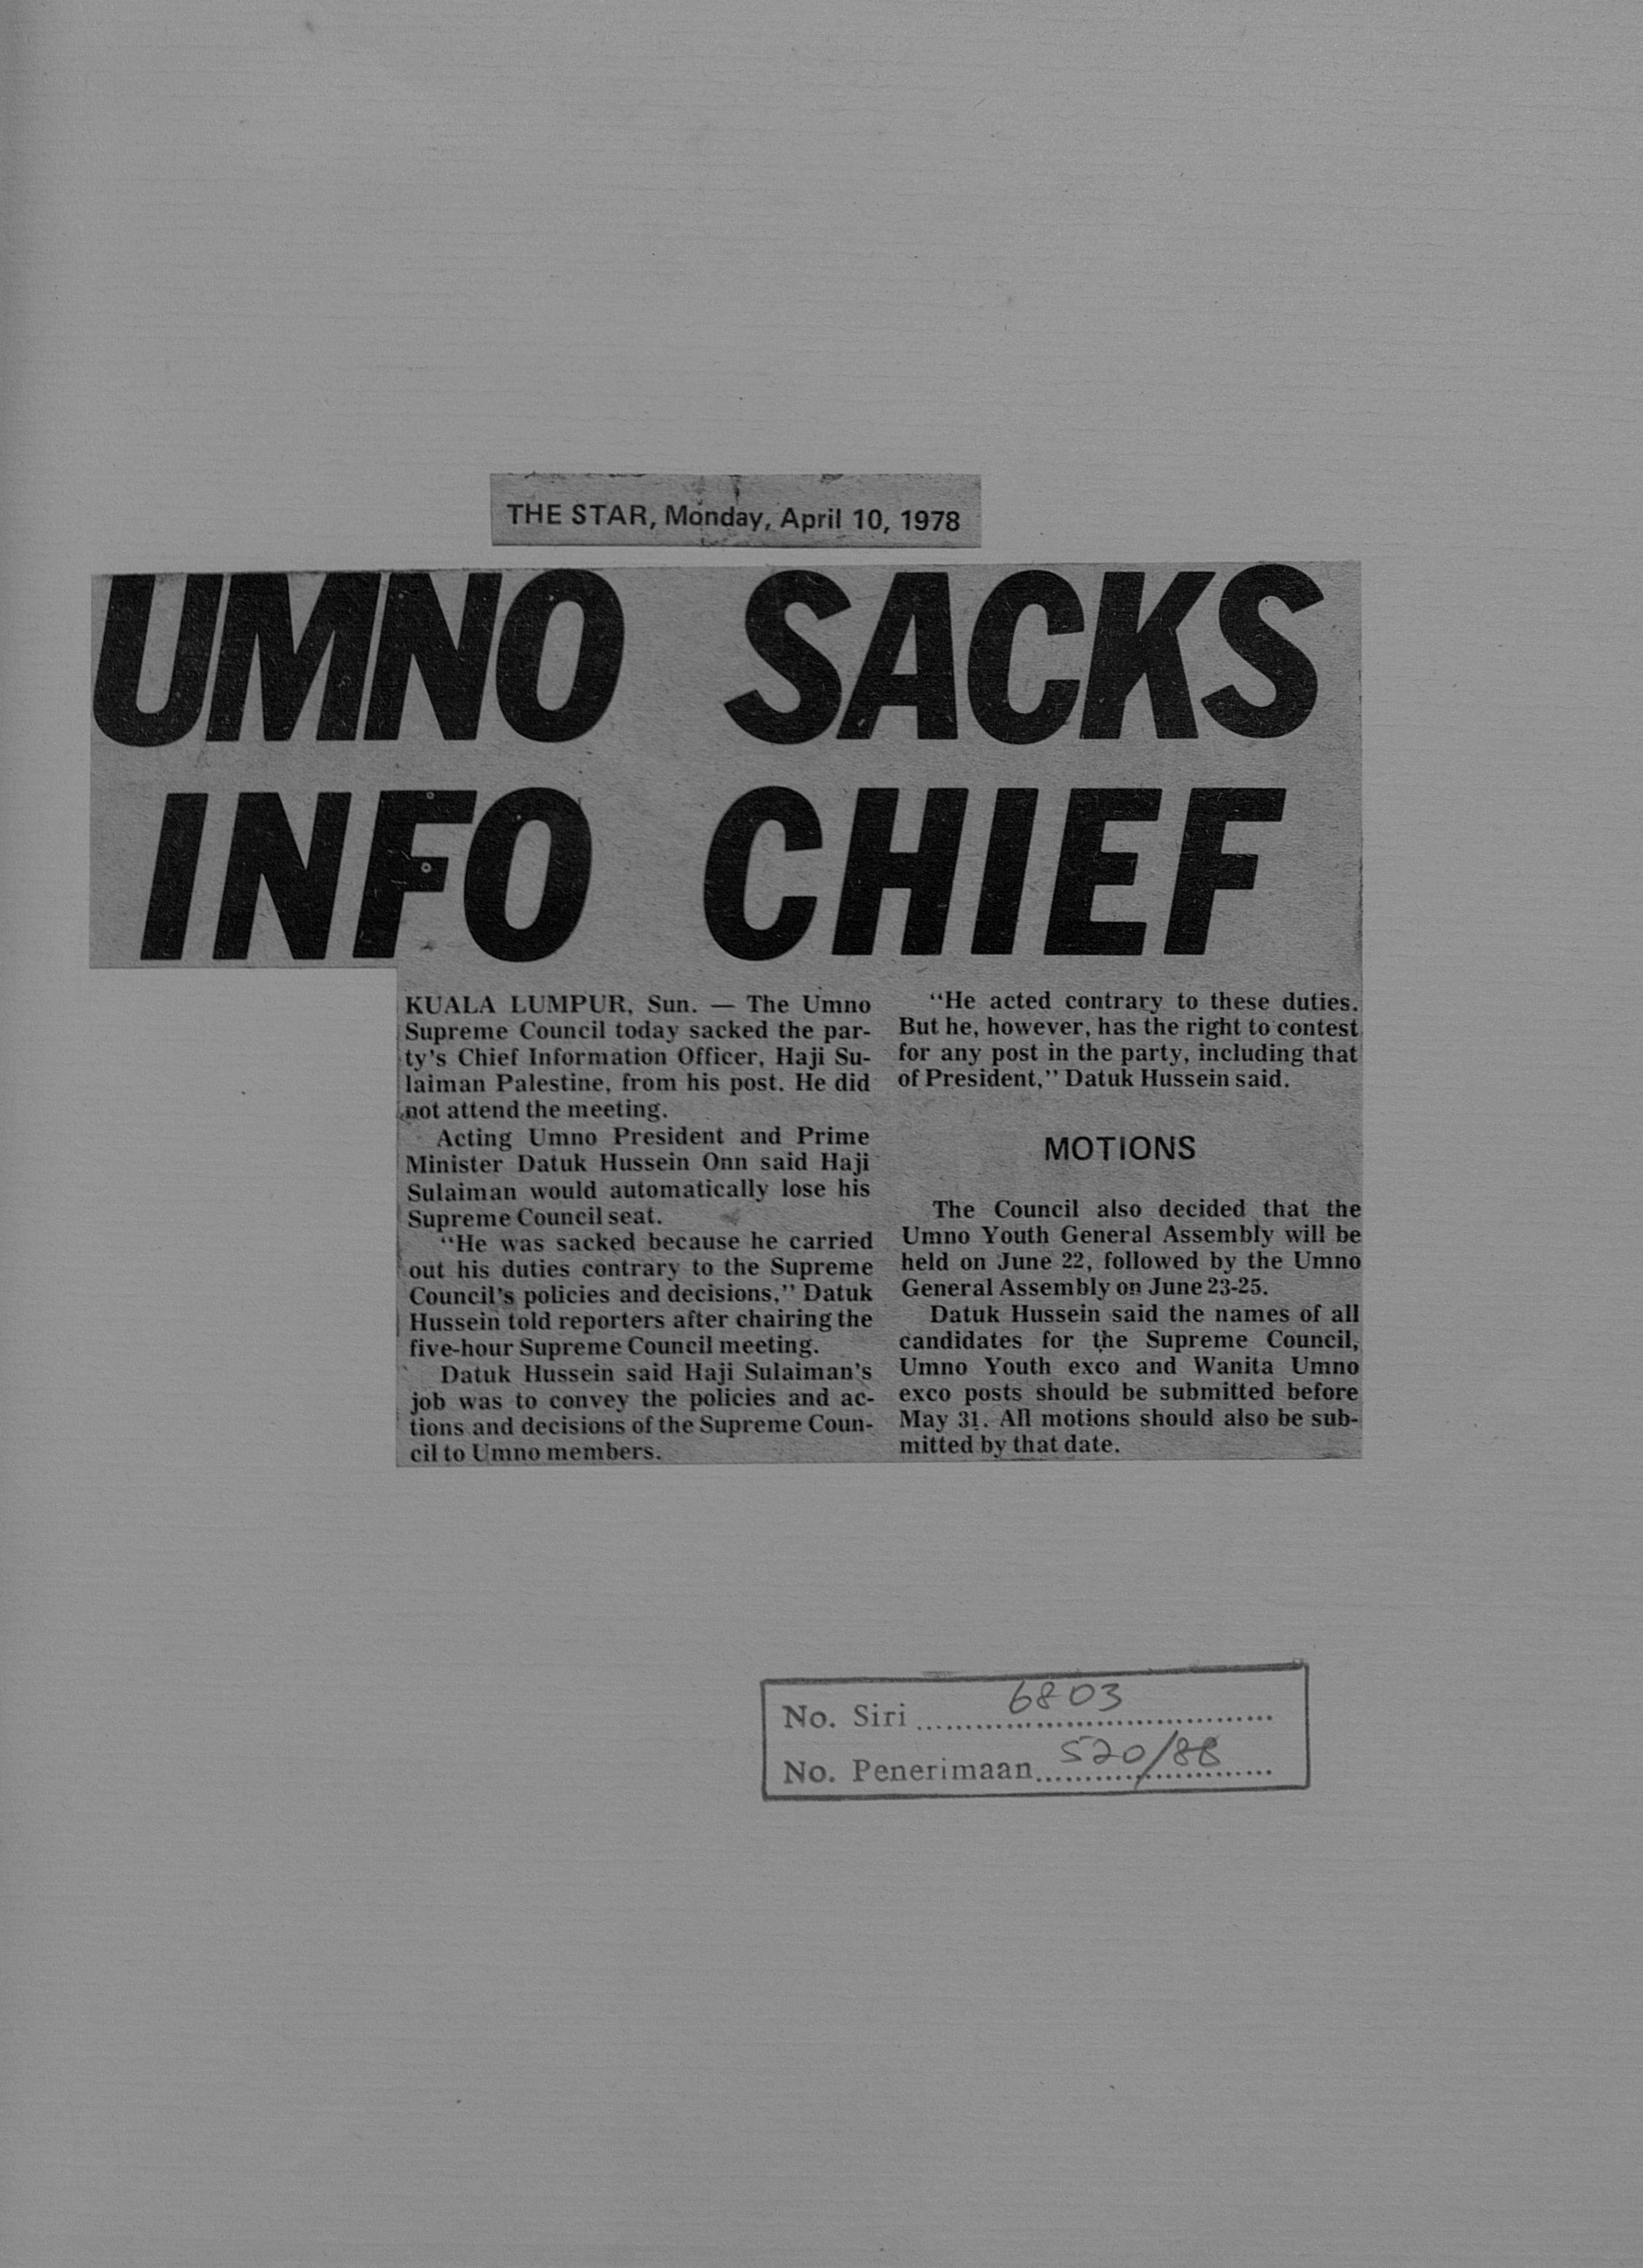 THE STAR, Monday, April 10, 1978
UMNO SACKS
INFO CHIEF
KUALA LUMPUR, Sun. — The Umno
Supreme Council today sacked the par-
ty's Chief Information Officer, Haji Su-
laiman Palestine, from his post. He did
not attend the meeting.
Acting Umno President and Prime
Minister Datuk Hussein Onn said Haji
Sulaiman would automatically lose his
Supreme Council seat.
"He was sacked because he carried
out his duties contrary to the Supreme
Council's policies and decisions," Datuk
Hussein told reporters after chairing the
five-hour Supreme Council meeting.
Datuk Hussein said Haji Sulaiman's
job was to convey the policies and ac-
tions and decisions of the Supreme Coun-
cil to Umno members.
"He acted contrary to these duties.
But he, however, has the right to contest
for any post in the party, including that
of President," Datuk Hussein said.
MOTIONS
The Council also decided that the
Umno Youth General Assembly will be
held on June 22, followed by the Umno
General Assembly on June 23-25.
Datuk Hussein said the names of all
candidates for the Supreme Council,
Umno Youth exco and Wanita Umno
exco posts should be submitted before
May 31. All motions should also be sub-
mitted by that date.
No. Siri 6803
No. Penerimaan 520/88